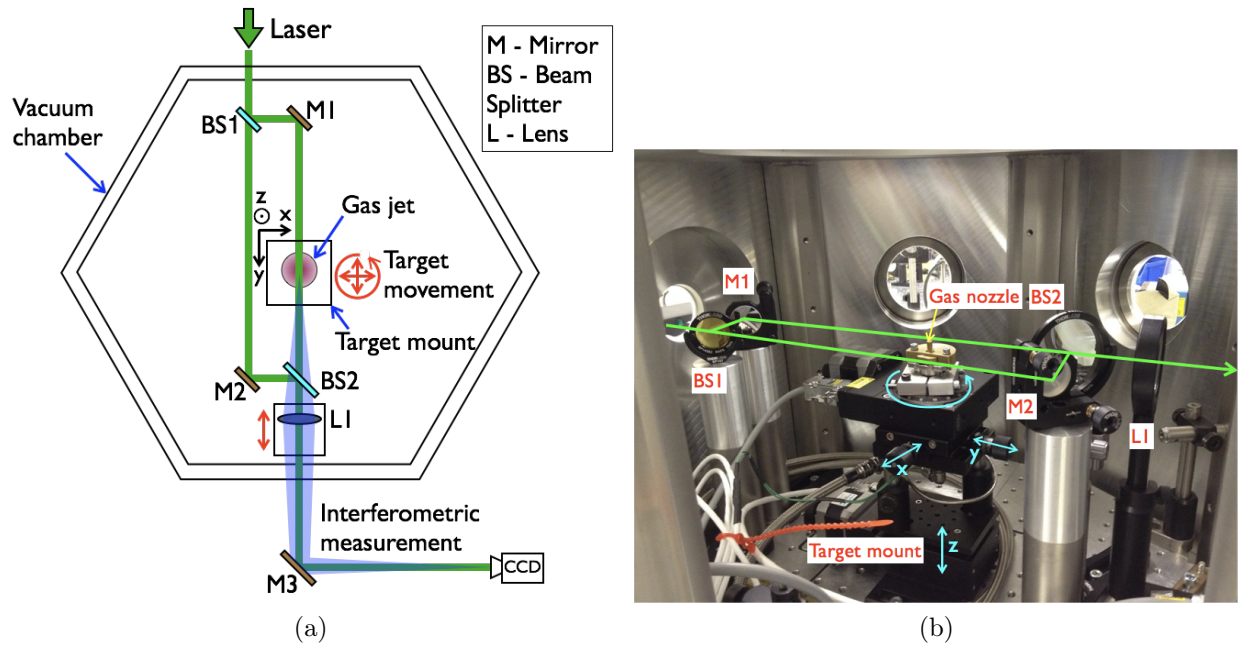 Laser
M - Mirror
BS - Beam
Splitter
L - Lens
Vacuum
chamber
BS1
M1
z
x
y
Gas jet
Target
movement
Target mount
M2
BS2
L1
Interferometric
measurement
M3
CCD
(a)
M1
Gas nozzle
BS2
BS1
M2
L1
x
y
z
Target mount
(b)